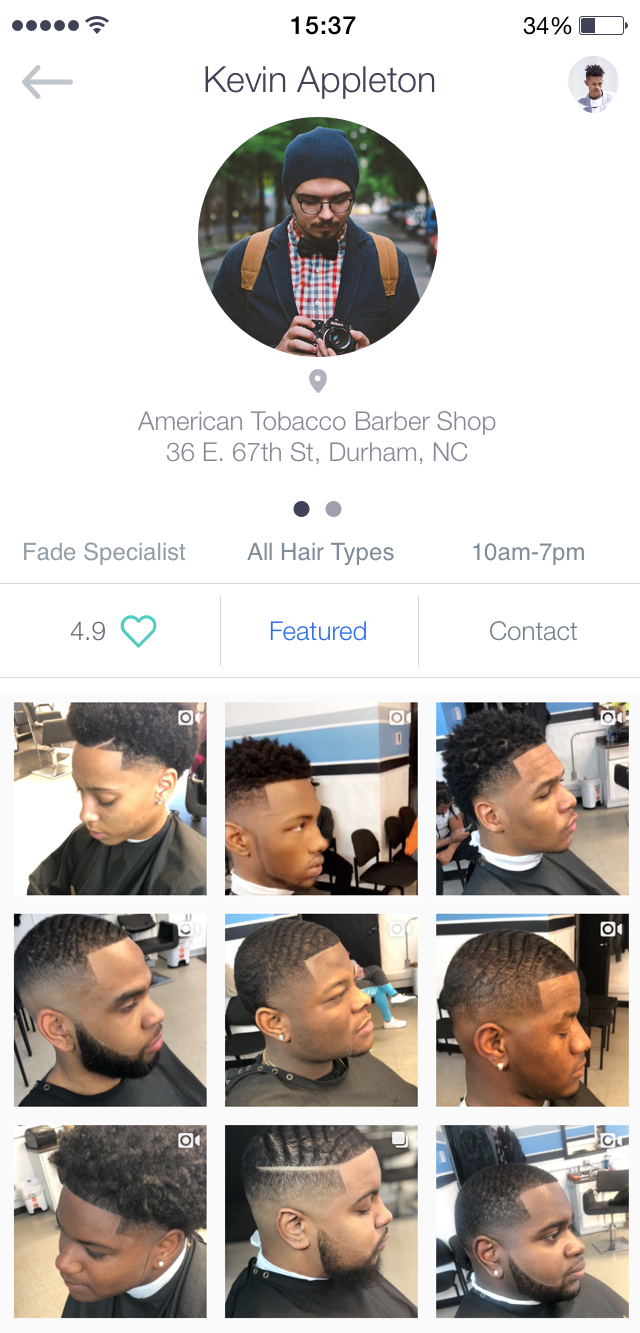 15:37
34%
Kevin Appleton
American Tobacco Barber Shop
36 E. 67th St, Durham, NC
Fade Specialist
All Hair Types
10am-7pm
4.9
Featured
Contact